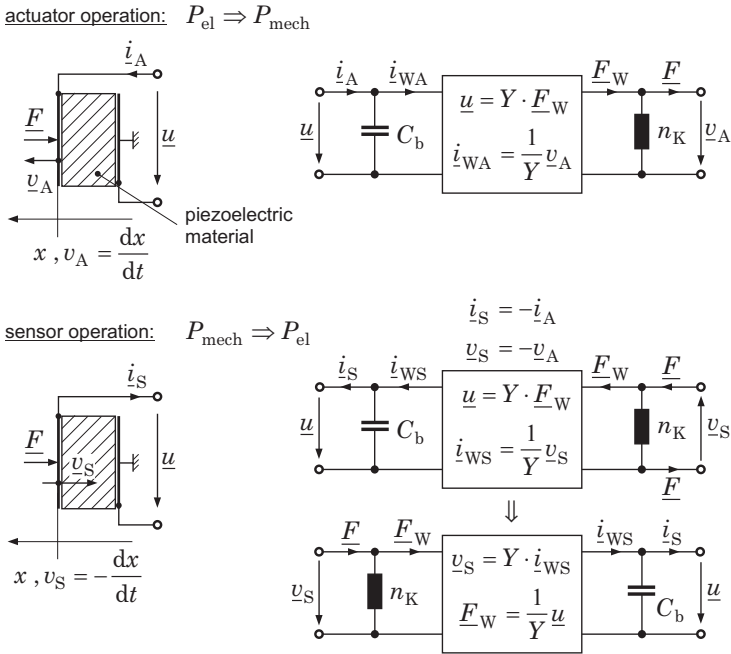 actuator operation: P_el ⇒ P_mech
i_A
F
v_A
u
piezoelectric
material
x , v_A = dx/dt
i_A
i_WA
u
C_b
u = Y · F_W
i_WA = 1/Y v_A
F_W
F
n_K
v_A
sensor operation: P_mech ⇒ P_el
i_S
F
v_S
u
x , v_S = − dx/dt
i_S = −i_A
v_S = −v_A
i_S
i_WS
u
C_b
u = Y · F_W
i_WS = 1/Y v_S
F_W
F
n_K
v_S
F
⇓
F
F_W
v_S
n_K
v_S = Y · i_WS
F_W = 1/Y u
i_WS
i_S
C_b
u